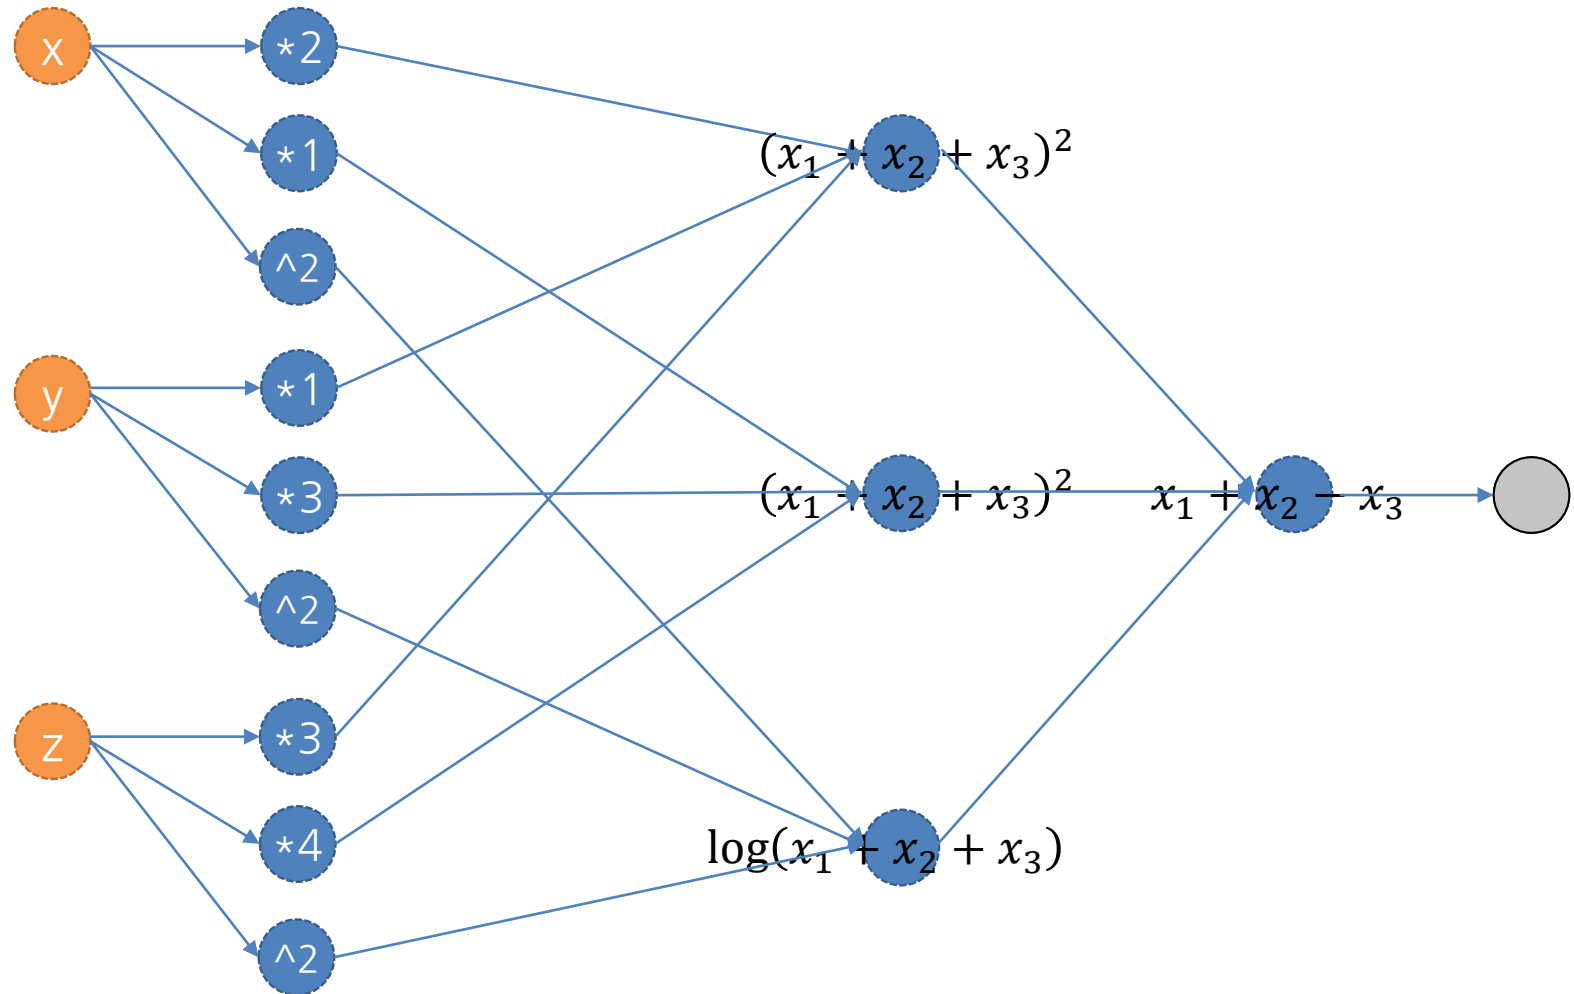 x
*2
*1
(x₁ + x₂ + x₃)²
^2
y
*1
*3
(x₁ + x₂ + x₃)²
x₁ + x₂ − x₃
^2
z
*3
*4
log(x₁ + x₂ + x₃)
^2